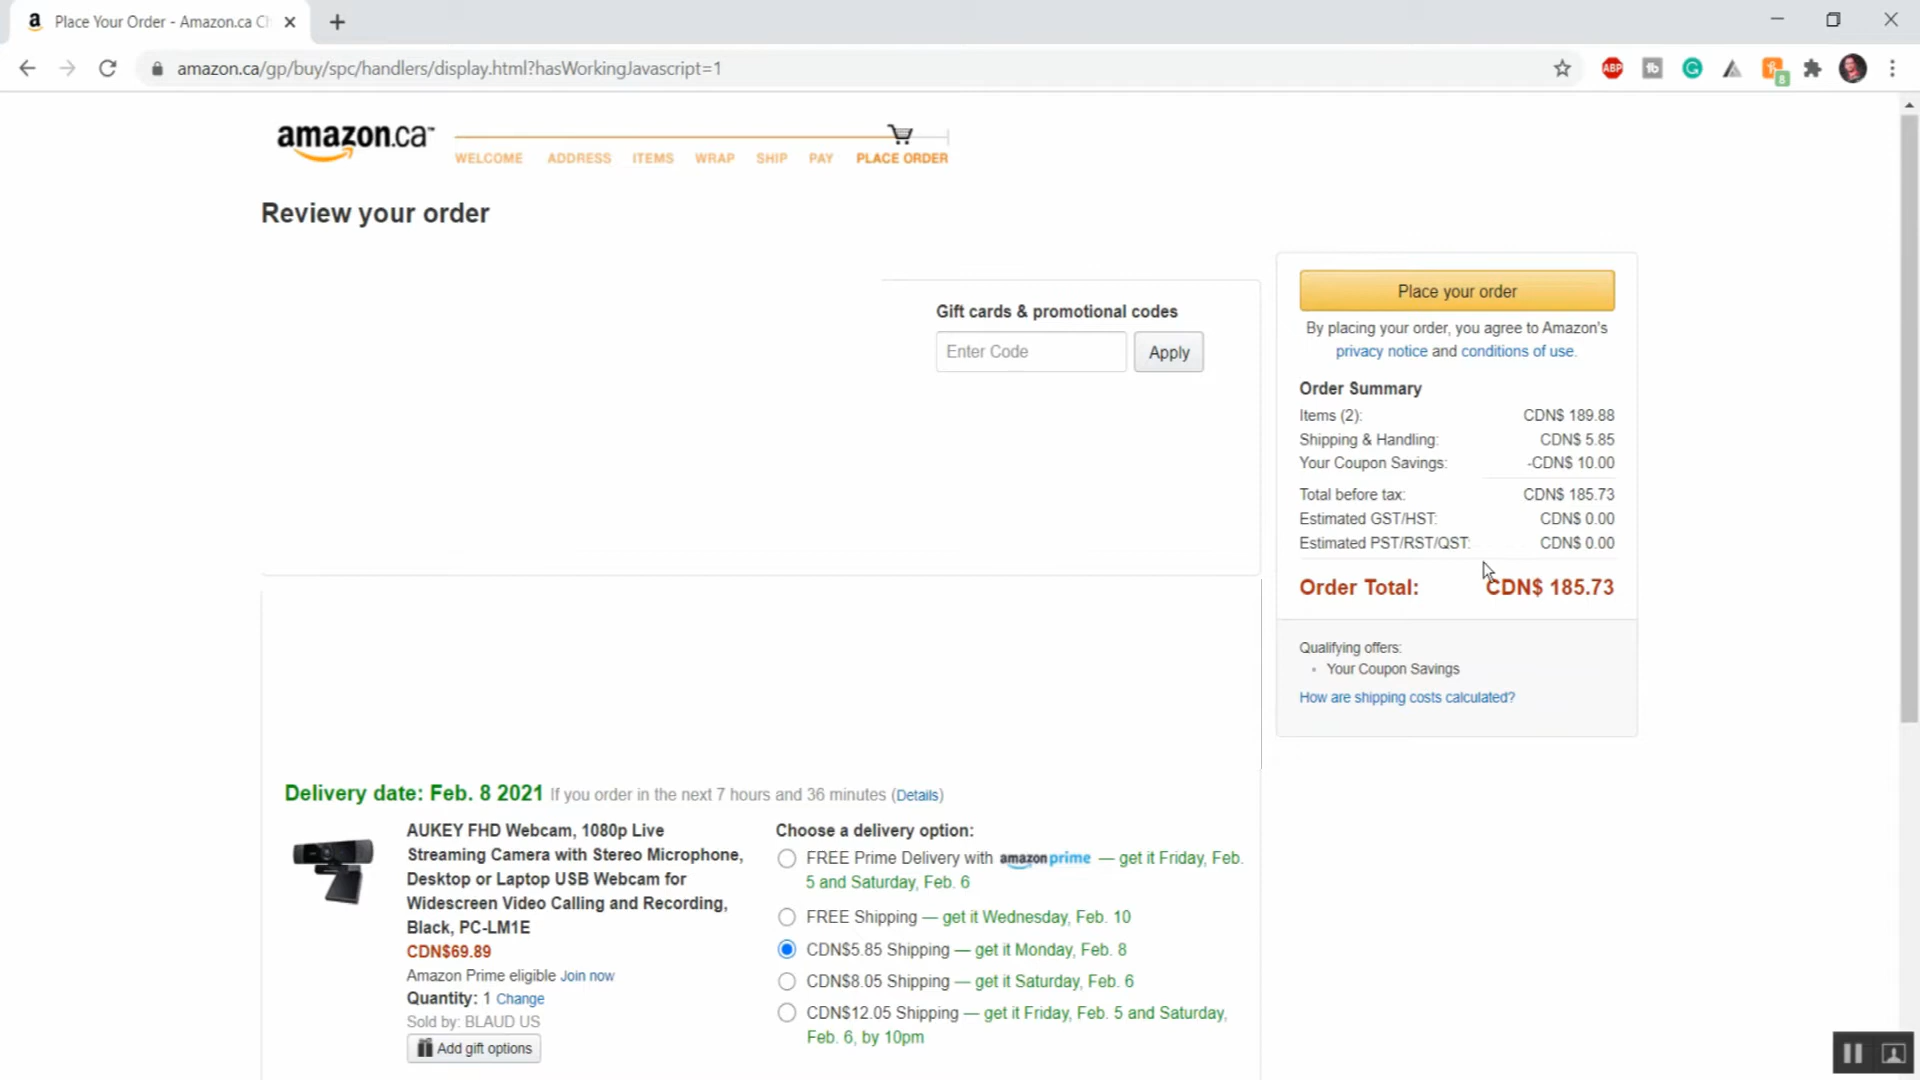 Place Your Order - Amazon.ca Ch
amazon.ca/gp/buy/spc/handlers/display.html?hasWorkingJavascript=1
ABP
8
amazon.ca
WELCOME ADDRESS ITEMS WRAP SHIP PAY PLACE ORDER
Review your order
Gift cards & promotional codes
Enter Code
Apply
Place your order
By placing your order, you agree to Amazon's
privacy notice and conditions of use.
Order Summary
Items (2): CDN$ 189.88
Shipping & Handling: CDN$ 5.85
Your Coupon Savings: -CDN$ 10.00
Total before tax: CDN$ 185.73
Estimated GST/HST: CDN$ 0.00
Estimated PST/RST/QST: CDN$ 0.00
Order Total: CDN$ 185.73
Qualifying offers:
Your Coupon Savings
How are shipping costs calculated?
Delivery date: Feb. 8 2021 If you order in the next 7 hours and 36 minutes (Details)
AUKEY FHD Webcam, 1080p Live
Streaming Camera with Stereo Microphone,
Desktop or Laptop USB Webcam for
Widescreen Video Calling and Recording,
Black, PC-LM1E
CDN$69.89
Amazon Prime eligible Join now
Quantity: 1 Change
Sold by: BLAUD US
Add gift options
Choose a delivery option:
FREE Prime Delivery with amazon prime — get it Friday, Feb.
5 and Saturday, Feb. 6
FREE Shipping — get it Wednesday, Feb. 10
CDN$5.85 Shipping — get it Monday, Feb. 8
CDN$8.05 Shipping — get it Saturday, Feb. 6
CDN$12.05 Shipping — get it Friday, Feb. 5 and Saturday,
Feb. 6, by 10pm